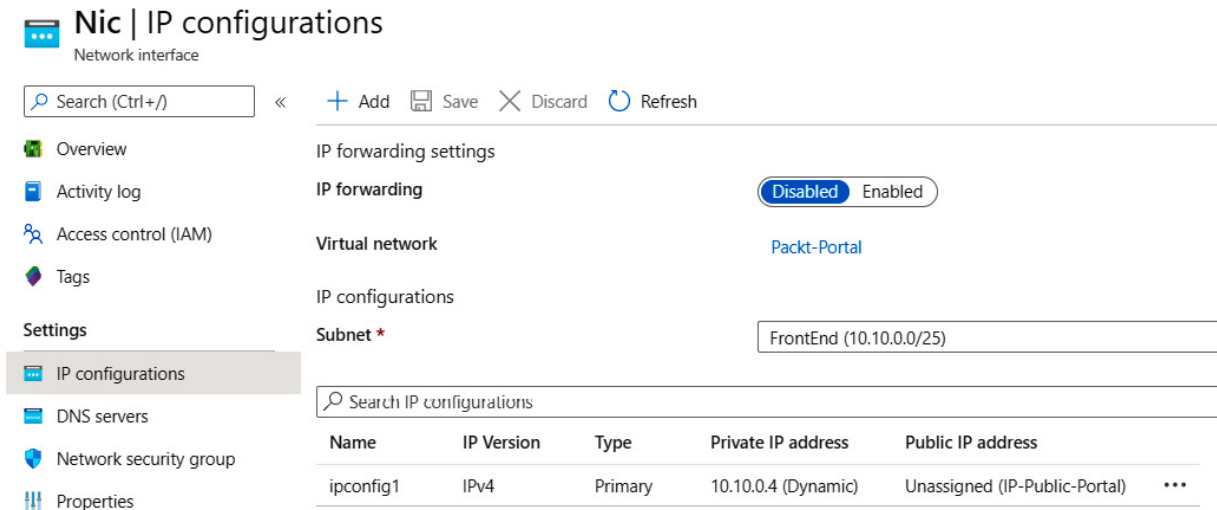 Nic | IP configurations
Network interface
Search (Ctrl+/)
«
Overview
Activity log
Access control (IAM)
Tags
Settings
IP configurations
DNS servers
Network security group
Properties
Add Save Discard Refresh
IP forwarding settings
IP forwarding Disabled Enabled
Virtual network Packt-Portal
IP configurations
Subnet * FrontEnd (10.10.0.0/25)
Search IP configurations
Name IP Version Type Private IP address Public IP address
ipconfig1 IPv4 Primary 10.10.0.4 (Dynamic) Unassigned (IP-Public-Portal) •••